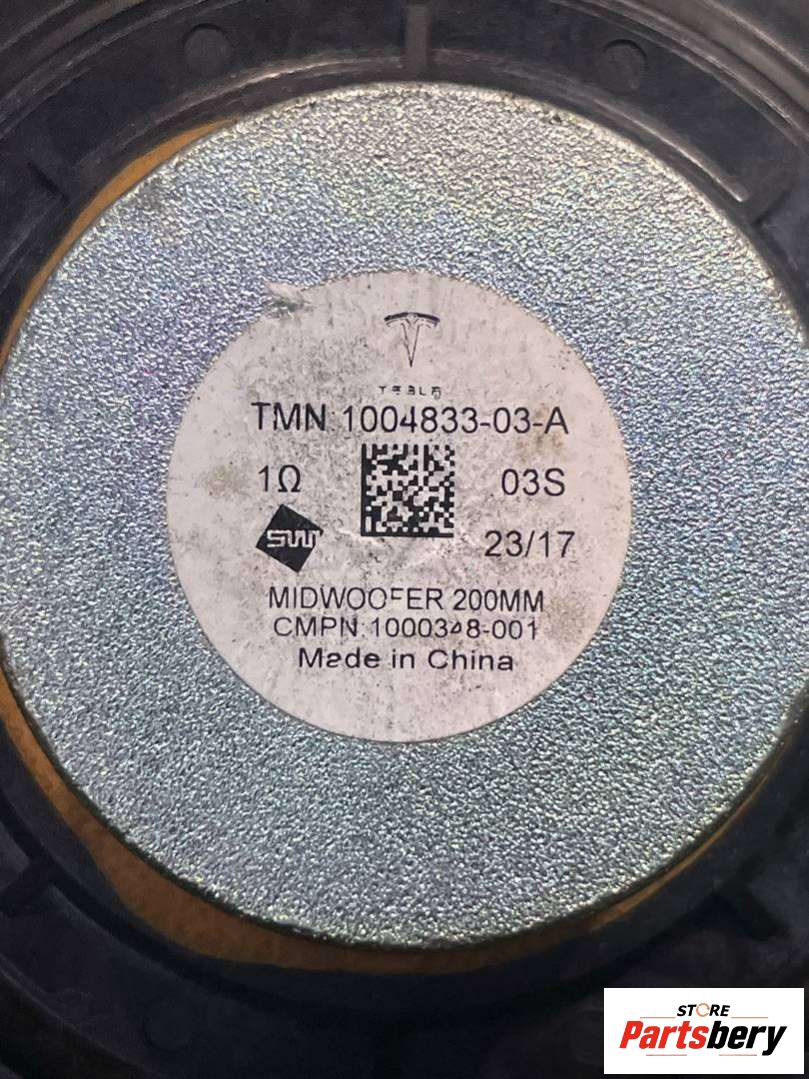 TESLA
TMN 1004833-03-A
1Ω 03S
SW 23/17
MIDWOOFER 200MM
CMPN:1000348-001
Made in China
STORE
Partsbery